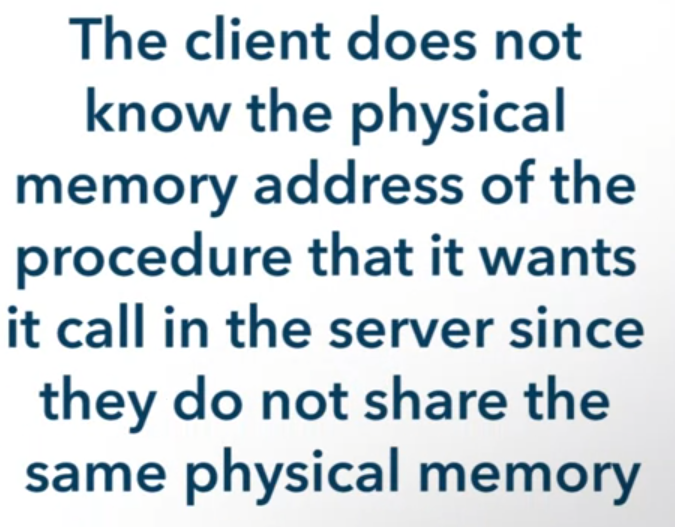 The client does not
know the physical
memory address of the
procedure that it wants
it call in the server since
they do not share the
same physical memory